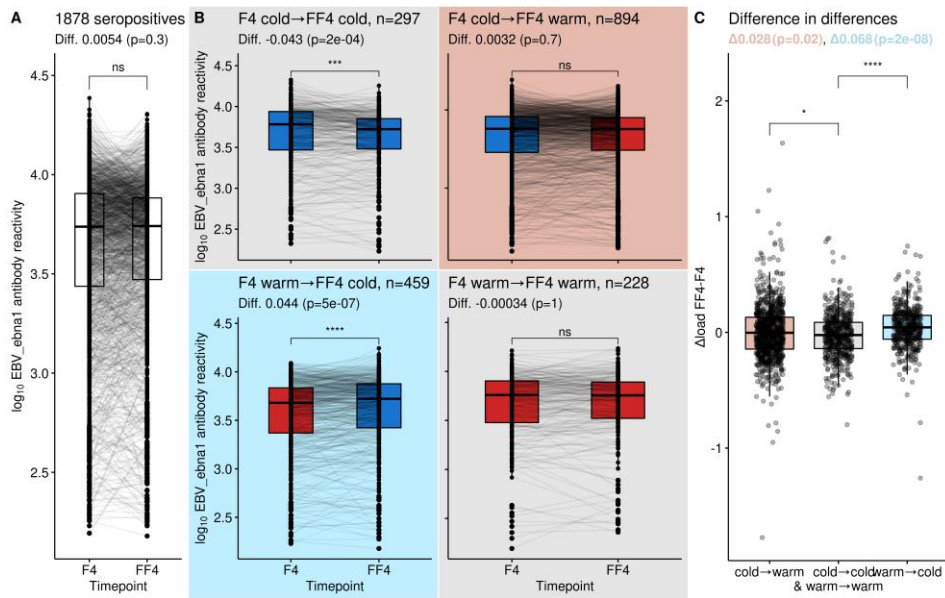 A
1878 seropositives
Diff. 0.0054 (p=0.3)
ns
log₁₀ EBV_ebna1 antibody reactivity
4.5
4.0
3.5
3.0
2.5
F4
FF4
Timepoint
B
F4 cold→FF4 cold, n=297
Diff. -0.043 (p=2e-04)
***
log₁₀ EBV_ebna1 antibody reactivity
4.5
4.0
3.5
3.0
2.5
F4 cold→FF4 warm, n=894
Diff. 0.0032 (p=0.7)
ns
F4 warm→FF4 cold, n=459
Diff. 0.044 (p=5e-07)
****
log₁₀ EBV_ebna1 antibody reactivity
4.5
4.0
3.5
3.0
2.5
F4
FF4
Timepoint
F4 warm→FF4 warm, n=228
Diff. -0.00034 (p=1)
ns
F4
FF4
Timepoint
C
Difference in differences
Δ0.028(p=0.02), Δ0.068(p=2e-08)
****
*
Δload FF4-F4
2
1
0
-1
cold→warm
cold→cold
& warm→warm
warm→cold